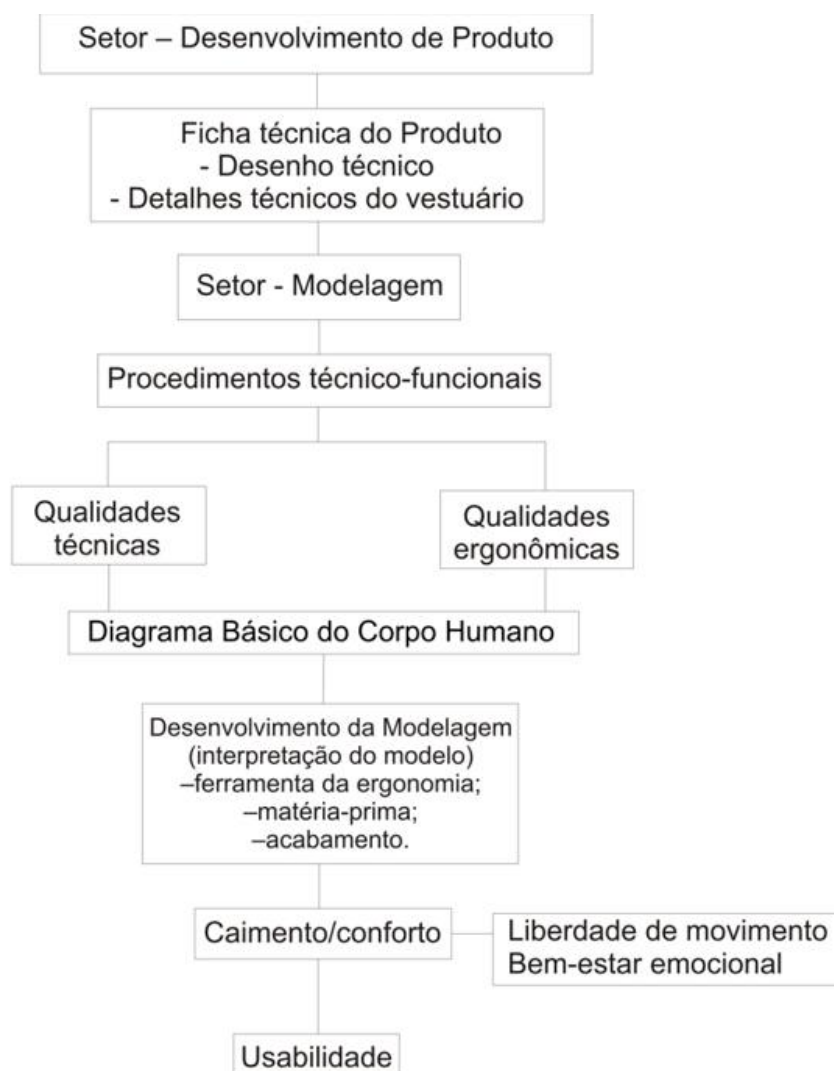 Setor – Desenvolvimento de Produto
Ficha técnica do Produto
- Desenho técnico
- Detalhes técnicos do vestuário
Setor - Modelagem
Procedimentos técnico-funcionais
Qualidades
técnicas
Qualidades
ergonômicas
Diagrama Básico do Corpo Humano
Desenvolvimento da Modelagem
(interpretação do modelo)
–ferramenta da ergonomia;
–matéria-prima;
–acabamento.
Caimento/conforto
Liberdade de movimento
Bem-estar emocional
Usabilidade